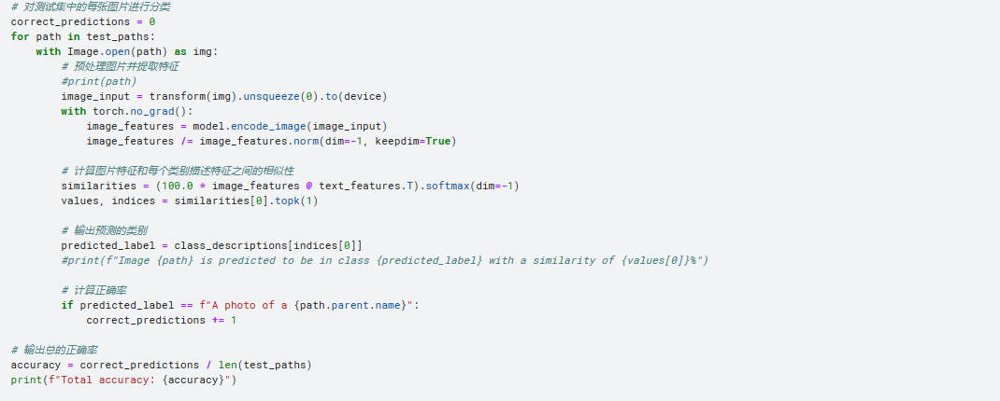 # 对测试集中的每张图片进行分类
correct_predictions = 0
for path in test_paths:
    with Image.open(path) as img:
        # 预处理图片并提取特征
        #print(path)
        image_input = transform(img).unsqueeze(0).to(device)
        with torch.no_grad():
            image_features = model.encode_image(image_input)
            image_features /= image_features.norm(dim=-1, keepdim=True)
        # 计算图片特征和每个类别描述特征之间的相似性
        similarities = (100.0 * image_features @ text_features.T).softmax(dim=-1)
        values, indices = similarities[0].topk(1)
        # 输出预测的类别
        predicted_label = class_descriptions[indices[0]]
        #print(f"Image {path} is predicted to be in class {predicted_label} with a similarity of {values[0]}%")
        # 计算正确率
        if predicted_label == f"A photo of a {path.parent.name}":
            correct_predictions += 1
# 输出总的正确率
accuracy = correct_predictions / len(test_paths)
print(f"Total accuracy: {accuracy}")